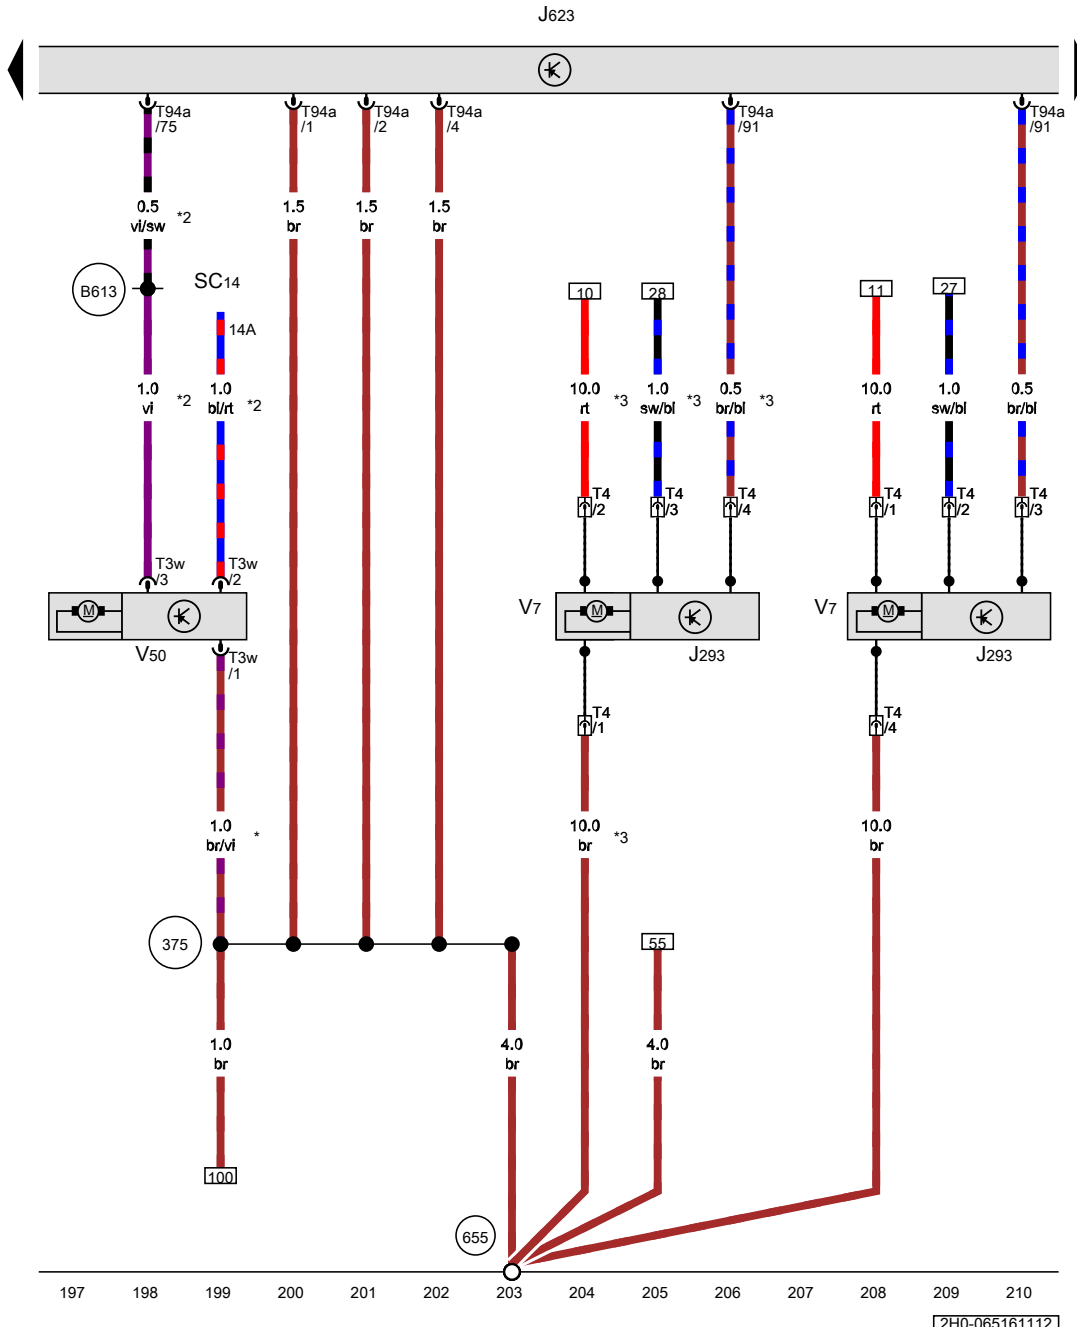 J623
T94a
/75
T94a
/1
T94a
/2
T94a
/4
T94a
/91
T94a
/91
0.5
vi/sw *2
1.5
br
1.5
br
1.5
br
B613
SC14
14A
10
28
11
27
1.0
vi *2
1.0
bl/rt *2
10.0
rt *3
1.0
sw/bl *3
0.5
br/bl *3
10.0
rt
1.0
sw/bl
0.5
br/bl
T4
/2
T4
/3
T4
/4
T4
/1
T4
/2
T4
/3
T3w
/3
T3w
/2
M
V7
M
V7
M
V50
J293
J293
T3w
/1
T4
/1
T4
/4
1.0
br/vi *
10.0
br *3
10.0
br
375
55
1.0
br
4.0
br
4.0
br
100
655
197 198 199 200 201 202 203 204 205 206 207 208 209 210
2H0-065161112